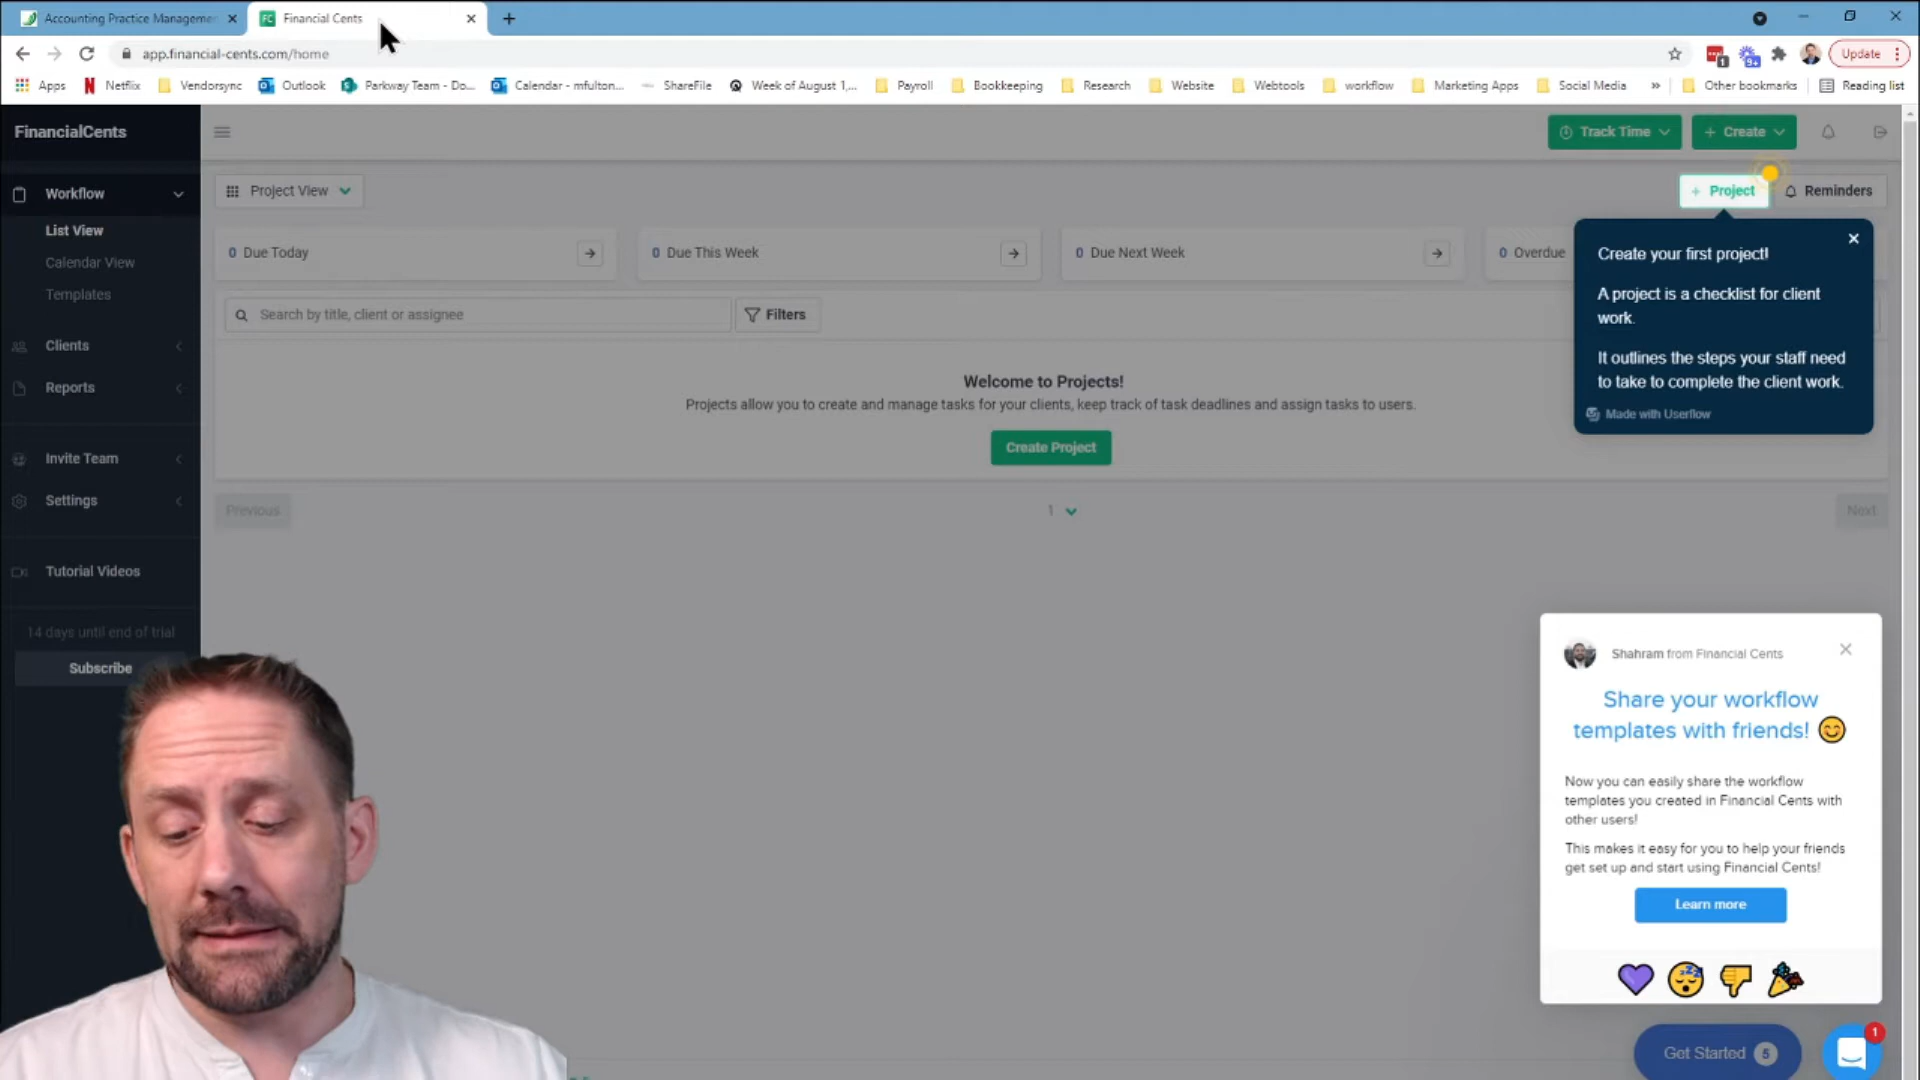 Accounting Practice Manageme
Financial Cents
app.financial-cents.com/home
Update
Apps
Netflix
Vendorsync
Outlook
Parkway Team - Do...
Calendar - mfulton...
ShareFile
Week of August 1,...
Payroll
Bookkeeping
Research
Website
Webtools
workflow
Marketing Apps
Social Media
»
Other bookmarks
Reading list
1
9+
FinancialCents
Track Time
+ Create
Workflow
Project View
+ Project
Reminders
List View
Calendar View
Templates
0 Due Today
0 Due This Week
0 Due Next Week
0 Overdue
Create your first project!
A project is a checklist for client
work.
It outlines the steps your staff need
to take to complete the client work.
Made with Userflow
Search by title, client or assignee
Filters
Clients
Reports
Welcome to Projects!
Projects allow you to create and manage tasks for your clients, keep track of task deadlines and assign tasks to users.
Create Project
Invite Team
Settings
Previous
1
Next
Tutorial Videos
14 days until end of trial
Subscribe
Shahram from Financial Cents
Share your workflow
templates with friends! 😊
Now you can easily share the workflow
templates you created in Financial Cents with
other users!
This makes it easy for you to help your friends
get set up and start using Financial Cents!
Learn more
Get Started 5
1